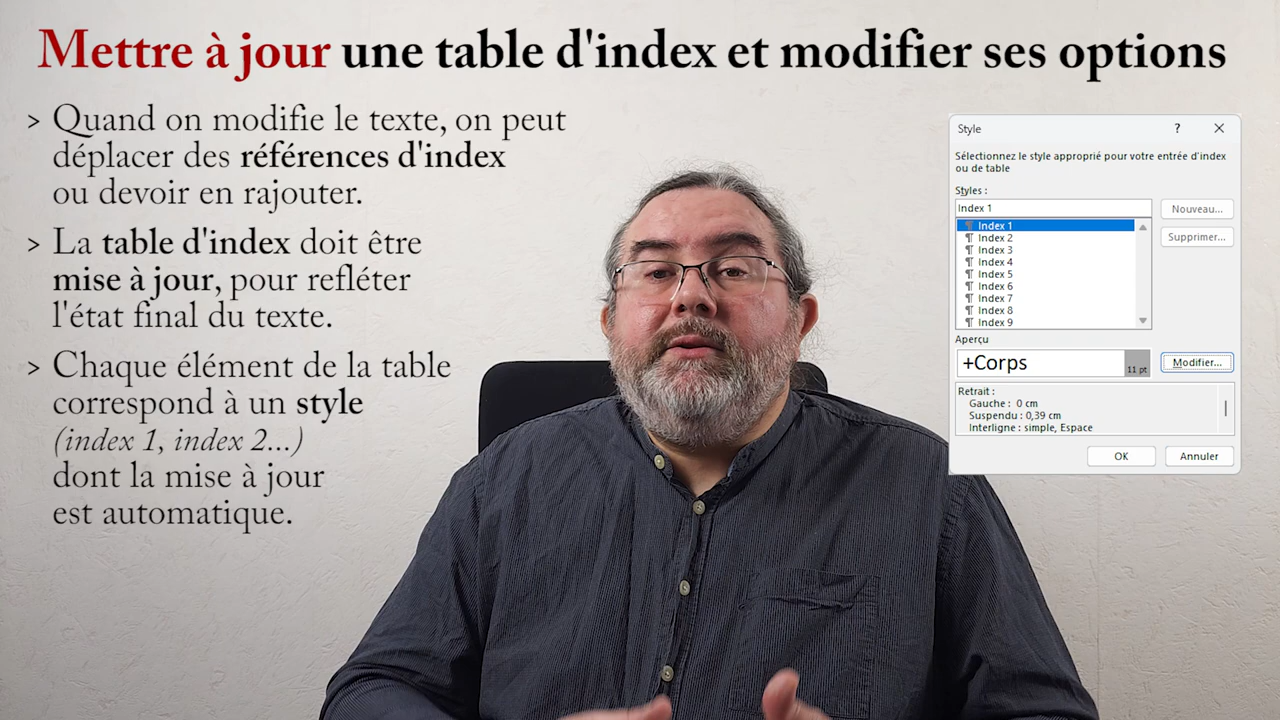 Mettre à jour une table d'index et modifier ses options
> Quand on modifie le texte, on peut
déplacer des références d'index
ou devoir en rajouter.
> La table d'index doit être
mise à jour, pour refléter
l'état final du texte.
> Chaque élément de la table
correspond à un style
(index 1, index 2...)
dont la mise à jour
est automatique.
Style ?
Sélectionnez le style approprié pour votre entrée d'index
ou de table
Styles :
Index 1 Nouveau...
Index 1
Index 2 Supprimer...
Index 3
Index 4
Index 5
Index 6
Index 7
Index 8
Index 9
Aperçu
+Corps 11 pt Modifier...
Retrait :
Gauche : 0 cm
Suspendu : 0,39 cm
Interligne : simple, Espace
OK Annuler